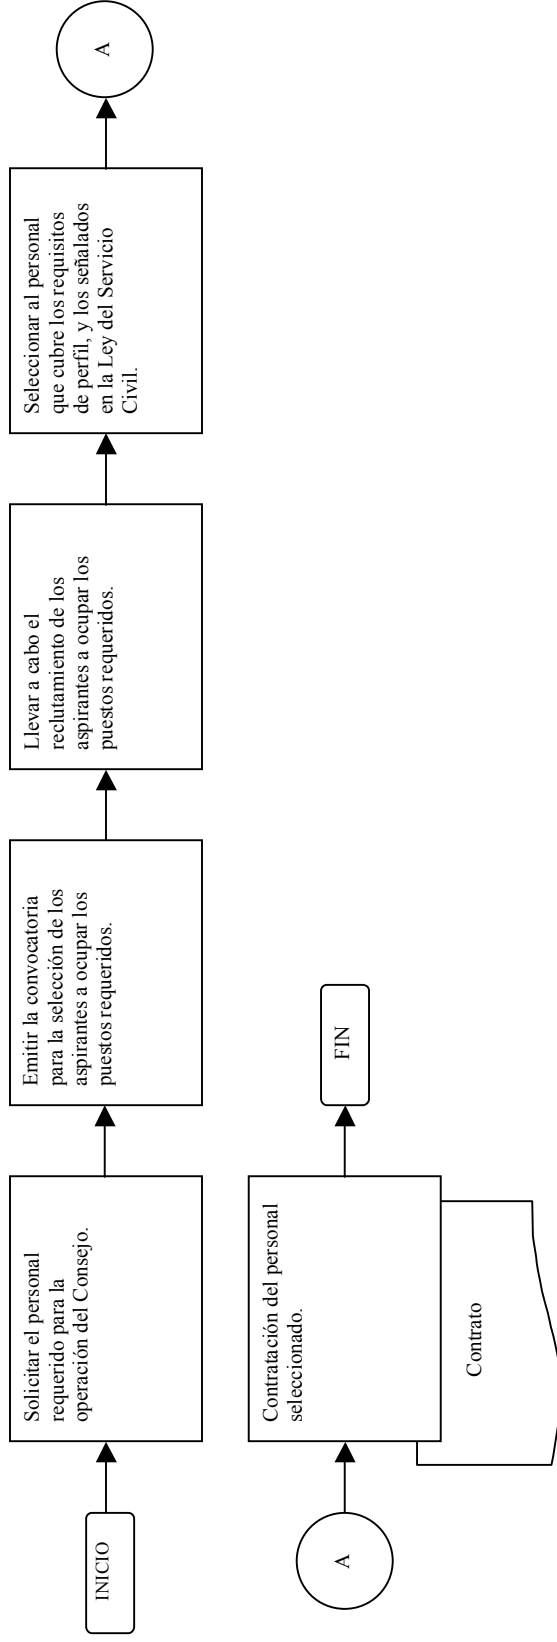 INICIO
Solicitar el personal
requerido para la
operación del Consejo.
Emitir la convocatoria
para la selección de los
aspirantes a ocupar los
puestos requeridos.
Llevar a cabo el
reclutamiento de los
aspirantes a ocupar los
puestos requeridos.
Seleccionar al personal
que cubre los requisitos
de perfil, y los señalados
en la Ley del Servicio
Civil.
A
A
Contratación del personal
seleccionado.
Contrato
FIN